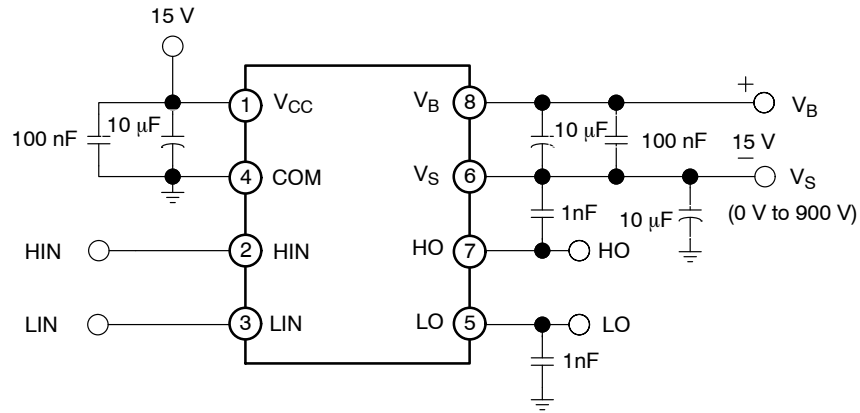 15 V
1 V_CC
V_B 8
+
V_B
100 nF
10 μF
10 μF
100 nF
15 V
4 COM
V_S 6
−
V_S
(0 V to 900 V)
1nF
10 μF
HIN
2 HIN
HO 7
HO
LIN
3 LIN
LO 5
LO
1nF